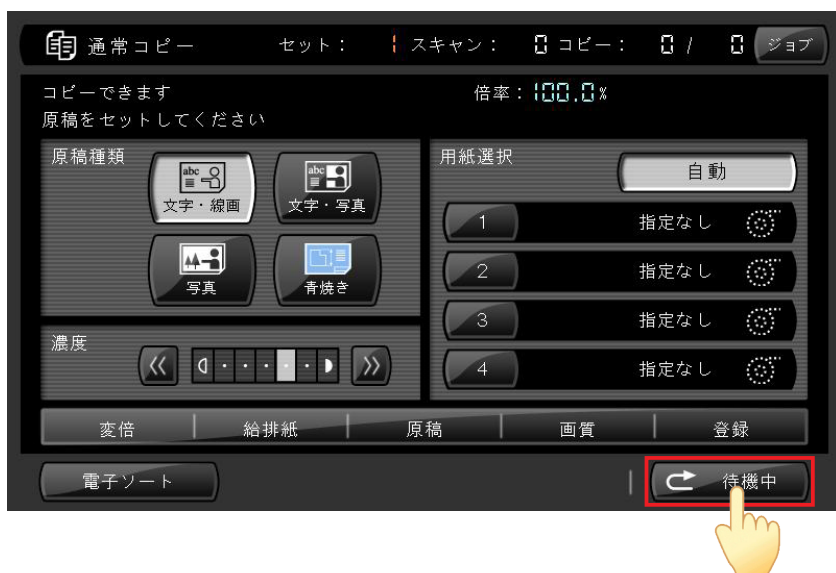 通常コピー セット： 1 スキャン： 0 コピー： 0 / 0 ジョブ
コピーできます 倍率：100.0%
原稿をセットしてください
原稿種類
abc
文字・線画
abc
文字・写真
写真
青焼き
濃度
用紙選択
自動
1 指定なし
2 指定なし
3 指定なし
4 指定なし
変倍 給排紙 原稿 画質 登録
電子ソート 待機中